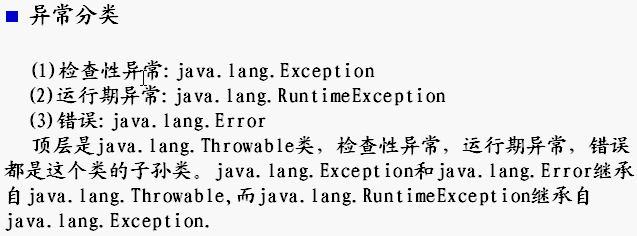 异常分类
(1)检查性异常: java.lang.Exception
(2)运行期异常: java.lang.RuntimeException
(3)错误: java.lang.Error
顶层是java.lang.Throwable类, 检查性异常, 运行期异常, 错误
都是这个类的子孙类。java.lang.Exception和java.lang.Error继承
自java.lang.Throwable,而java.lang.RuntimeException继承自
java.lang.Exception.